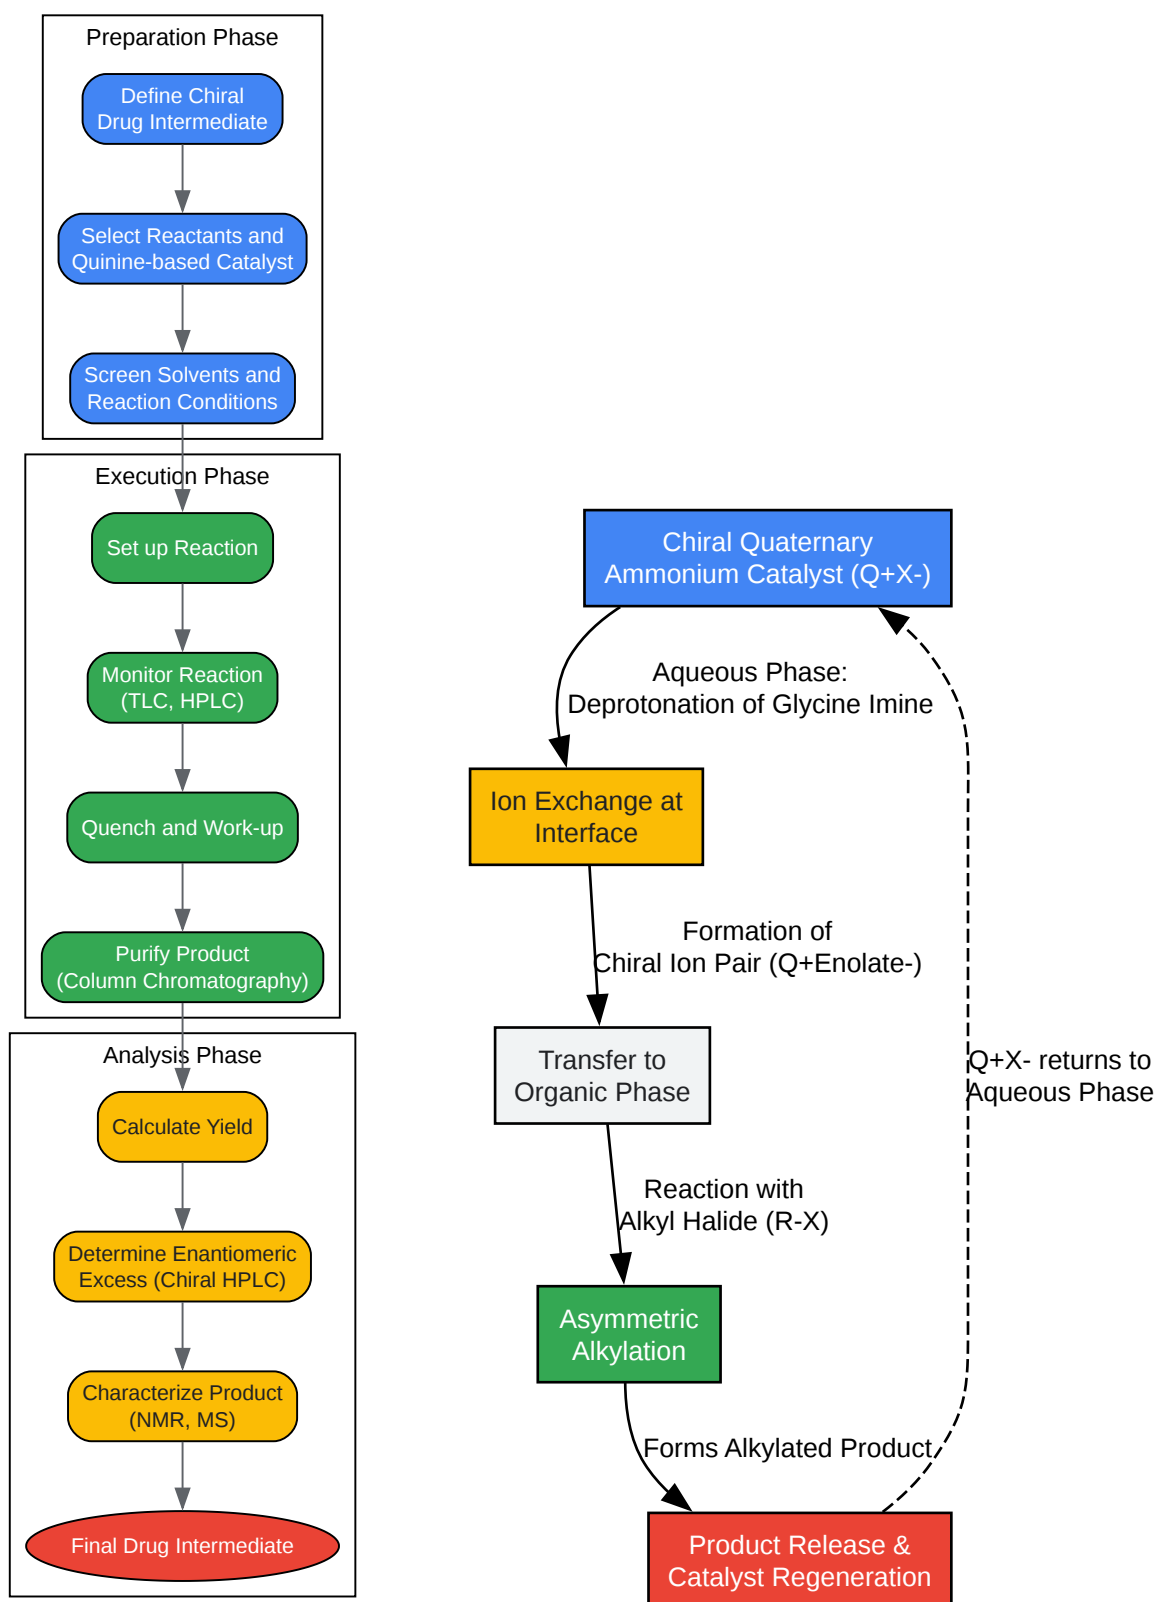 Preparation Phase
Define Chiral
Drug Intermediate
Select Reactants and
Quinine-based Catalyst
Screen Solvents and
Reaction Conditions
Execution Phase
Set up Reaction
Monitor Reaction
(TLC, HPLC)
Quench and Work-up
Purify Product
(Column Chromatography)
Analysis Phase
Calculate Yield
Determine Enantiomeric
Excess (Chiral HPLC)
Characterize Product
(NMR, MS)
Final Drug Intermediate
Chiral Quaternary
Ammonium Catalyst (Q+X-)
Aqueous Phase:
Deprotonation of Glycine Imine
Ion Exchange at
Interface
Formation of
Chiral Ion Pair (Q+Enolate-)
Transfer to
Organic Phase
Q+X- returns to
Aqueous Phase
Reaction with
Alkyl Halide (R-X)
Asymmetric
Alkylation
Forms Alkylated Product
Product Release &
Catalyst Regeneration